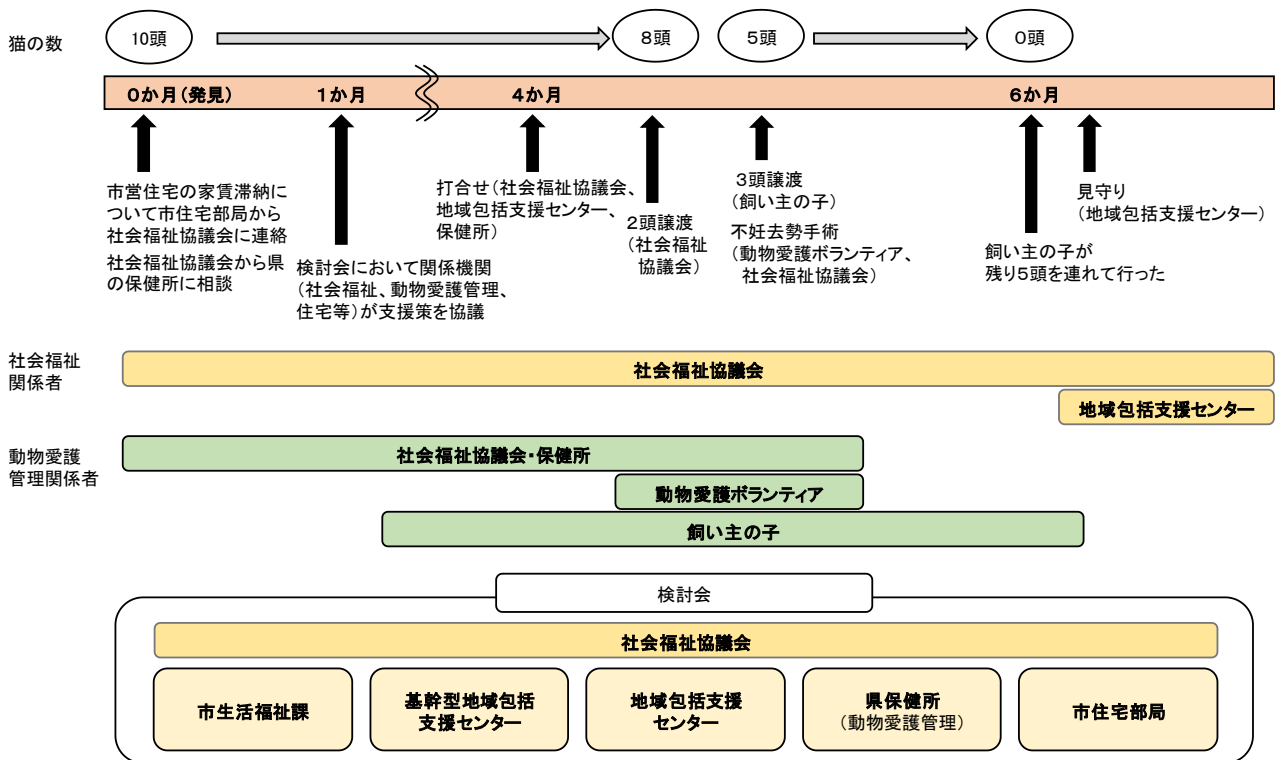 猫の数
10頭
8頭
5頭
0頭
0か月(発見)
1か月
4か月
6か月
市営住宅の家賃滞納に
ついて市住宅部局から
社会福祉協議会に連絡
社会福祉協議会から県
の保健所に相談
検討会において関係機関
(社会福祉、動物愛護管理、
住宅等)が支援策を協議
打合せ(社会福祉協議会、
地域包括支援センター、
保健所)
2頭譲渡
(社会福祉
協議会)
3頭譲渡
(飼い主の子)
不妊去勢手術
(動物愛護ボランティア、
社会福祉協議会)
飼い主の子が
残り5頭を連れて行った
見守り
(地域包括支援センター)
社会福祉
関係者
社会福祉協議会
地域包括支援センター
動物愛護
管理関係者
社会福祉協議会・保健所
動物愛護ボランティア
飼い主の子
検討会
社会福祉協議会
市生活福祉課
基幹型地域包括
支援センター
地域包括支援
センター
県保健所
(動物愛護管理)
市住宅部局